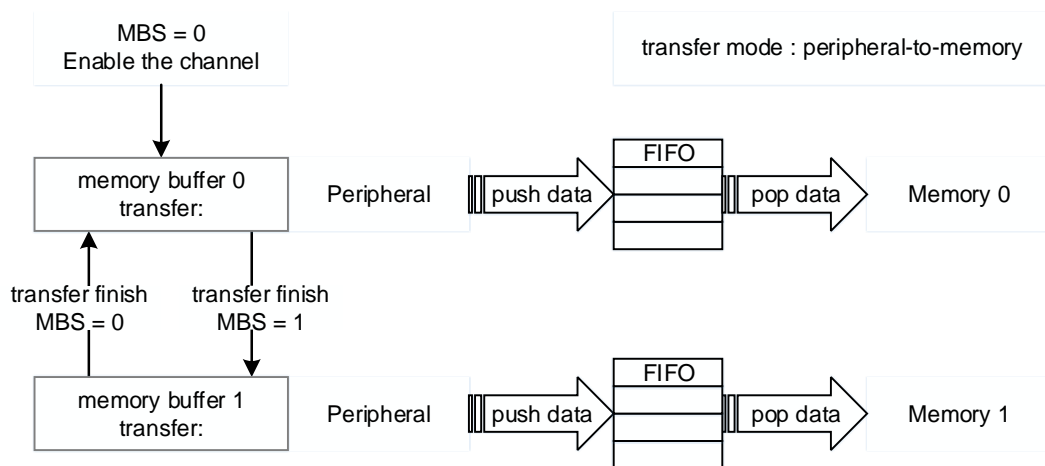 MBS = 0
Enable the channel
transfer mode : peripheral-to-memory
memory buffer 0
transfer:
Peripheral
push data
FIFO
pop data
Memory 0
transfer finish
MBS = 0
transfer finish
MBS = 1
memory buffer 1
transfer:
Peripheral
push data
FIFO
pop data
Memory 1